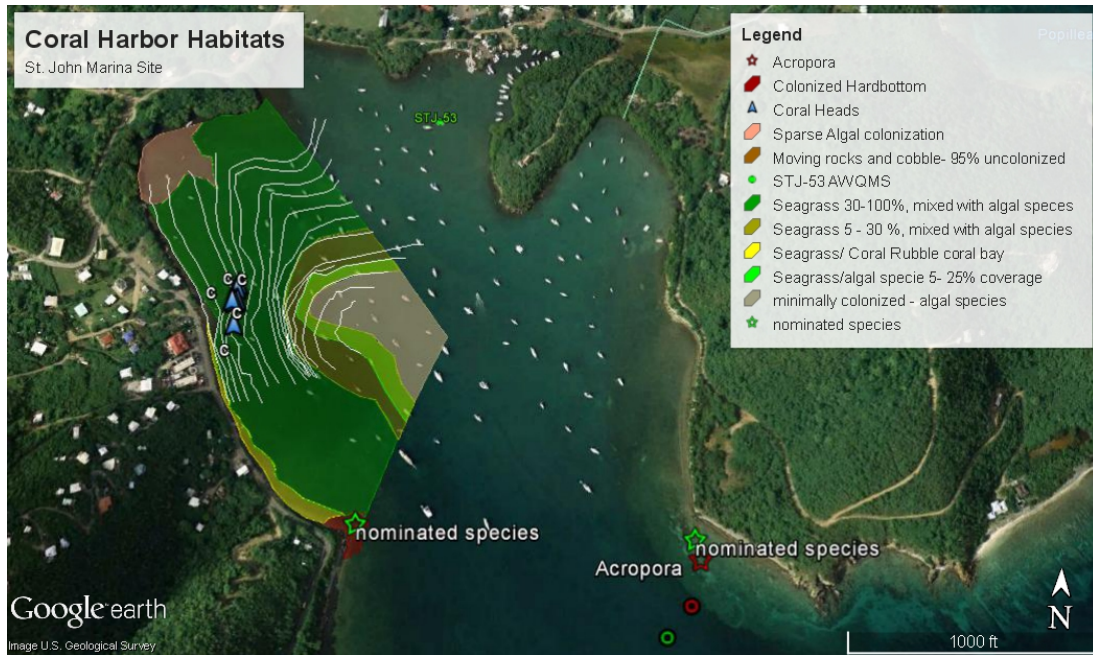 Coral Harbor Habitats
St. John Marina Site
Legend
Acropora
Colonized Hardbottom
Coral Heads
Sparse Algal colonization
Moving rocks and cobble- 95% uncolonized
STJ-53 AWQMS
Seagrass 30-100%, mixed with algal speces
Seagrass 5 - 30 %, mixed with algal species
Seagrass/ Coral Rubble coral bay
Seagrass/algal specie 5- 25% coverage
minimally colonized - algal species
nominated species
STJ-53
C
C
C
C
C
nominated species
nominated species
Acropora
Google earth
Image U.S. Geological Survey
N
1000 ft